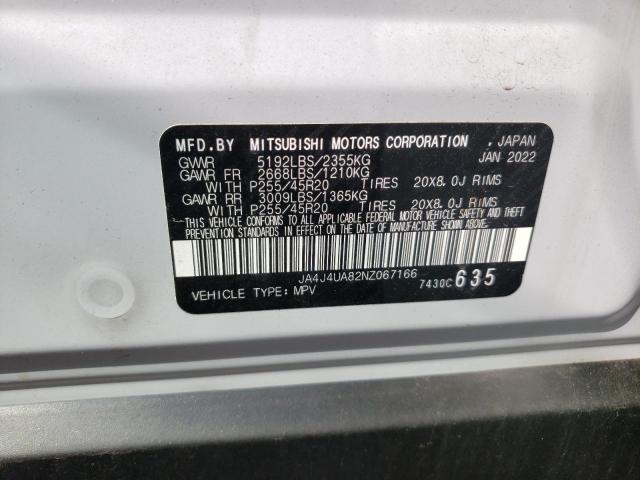 MFD.BY MITSUBISHI MOTORS CORPORATION . JAPAN
GVWR 5192LBS/2355KG JAN 2022
GAWR FR 2668LBS/1210KG
WITH P255/45R20 TIRES 20X8.0J RIMS
GAWR RR 3009LBS/1365KG
WITH P255/45R20 TIRES 20X8.0J RIMS
THIS VEHICLE CONFORMS TO ALL APPLICABLE FEDERAL MOTOR VEHICLE SAFETY AND THEFT
PREVENTION STANDARDS IN EFFECT ON THE DATE OF MANUFACTURE SHOWN ABOVE.
JA4J4UA82NZ067166
VEHICLE TYPE: MPV 7430C 635